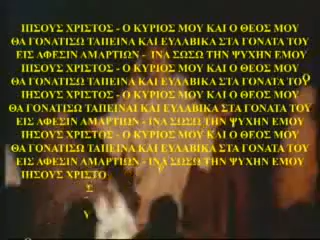 ΙΗΣΟΥΣ ΧΡΙΣΤΟΣ - Ο ΚΥΡΙΟΣ ΜΟΥ ΚΑΙ Ο ΘΕΟΣ ΜΟΥ
ΘΑ ΓΟΝΑΤΙΣΩ ΤΑΠΕΙΝΑ ΚΑΙ ΕΥΛΑΒΙΚΑ ΣΤΑ ΓΟΝΑΤΑ ΤΟΥ
ΕΙΣ ΑΦΕΣΙΝ ΑΜΑΡΤΙΩΝ - ΙΝΑ ΣΩΣΩ ΤΗΝ ΨΥΧΗΝ ΕΜΟΥ
ΙΗΣΟΥΣ ΧΡΙΣΤΟΣ - Ο ΚΥΡΙΟΣ ΜΟΥ ΚΑΙ Ο ΘΕΟΣ ΜΟΥ
ΘΑ ΓΟΝΑΤΙΣΩ ΤΑΠΕΙΝΑ ΚΑΙ ΕΥΛΑΒΙΚΑ ΣΤΑ ΓΟΝΑΤΑ ΤΟΥ
ΕΙΣ ΑΦΕΣΙΝ ΑΜΑΡΤΙΩΝ - ΙΝΑ ΣΩΣΩ ΤΗΝ ΨΥΧΗΝ ΕΜΟΥ
ΙΗΣΟΥΣ ΧΡΙΣΤΟΣ - Ο ΚΥΡΙΟΣ ΜΟΥ ΚΑΙ Ο ΘΕΟΣ ΜΟΥ
ΘΑ ΓΟΝΑΤΙΣΩ ΤΑΠΕΙΝΑΙ ΚΑΙ ΕΥΛΑΒΙΚΑ ΣΤΑ ΓΟΝΑΤΑ ΤΟΥ
ΕΙΣ ΑΦΕΣΙΝ ΑΜΑΡΤΙΩΝ - ΙΝΑ ΣΩΣΩ ΤΗΝ ΨΥΧΗΝ ΕΜΟΥ
ΙΗΣΟΥΣ ΧΡΙΣΤΟΣ - Ο ΚΥΡΙΟΣ ΜΟΥ ΚΑΙ Ο ΘΕΟΣ ΜΟΥ
ΘΑ ΓΟΝΑΤΙΣΩ ΤΑΠΕΙΝΑ ΚΑΙ ΕΥΛΑΒΙΚΑ ΣΤΑ ΓΟΝΑΤΑ ΤΟΥ
ΕΙΣ ΑΦΕΣΙΝ ΑΜΑΡΤΙΩΝ - ΙΝΑ ΣΩΣΩ ΤΗΝ ΨΥΧΗΝ ΕΜΟΥ
ΙΗΣΟΥΣ ΧΡΙΣΤΟ
Σ
Υ